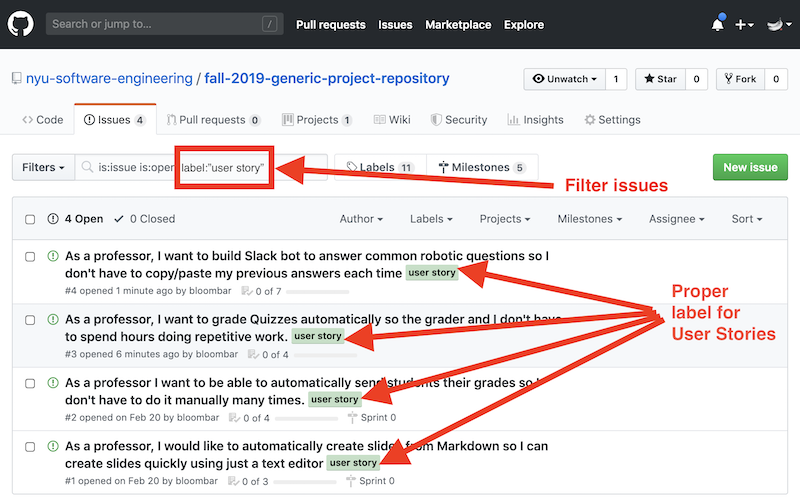 Search or jump to... / Pull requests Issues Marketplace Explore
nyu-software-engineering / fall-2019-generic-project-repository Unwatch 1 Star 0 Fork 0
Code Issues 4 Pull requests 0 Projects 1 Wiki Security Insights Settings
Filters is:issue is:open label:"user story" Labels 11 Milestones 5 New issue
Filter issues
4 Open 0 Closed Author Labels Projects Milestones Assignee Sort
As a professor, I want to build Slack bot to answer common robotic questions so I
don't have to copy/paste my previous answers each time user story
#4 opened 1 minute ago by bloombar 0 of 7
Proper
label for
User Stories
As a professor, I want to grade Quizzes automatically so the grader and I don't have
to spend hours doing repetitive work. user story
#3 opened 6 minutes ago by bloombar 0 of 4
As a professor I want to be able to automatically send students their grades so I
don't have to do it manually many times. user story
#2 opened on Feb 20 by bloombar 0 of 4 Sprint 0
As a professor, I would like to automatically create slides from Markdown so I can
create slides quickly using just a text editor user story
#1 opened on Feb 20 by bloombar 0 of 3 Sprint 0